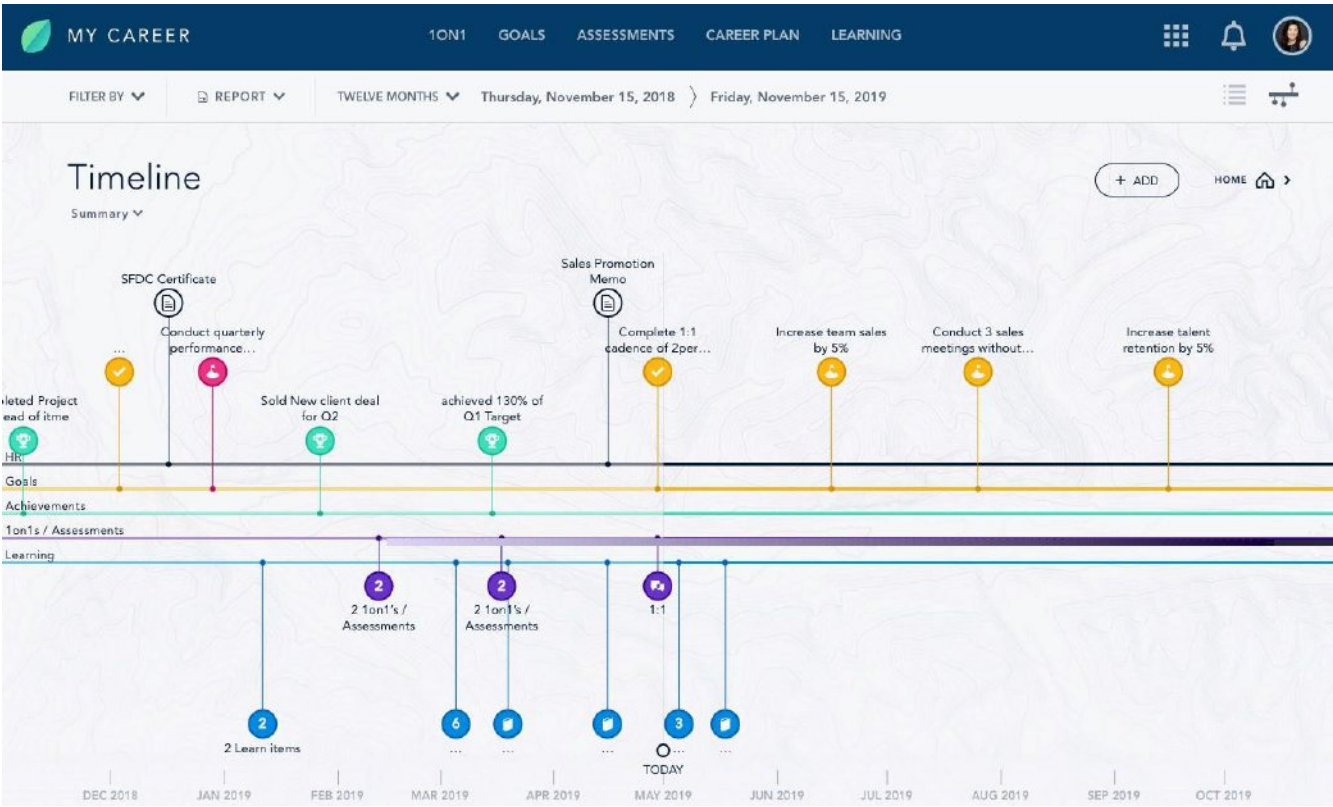 MY CAREER
1ON1 GOALS ASSESSMENTS CAREER PLAN LEARNING
FILTER BY REPORT TWELVE MONTHS Thursday, November 15, 2018 Friday, November 15, 2019
Timeline
+ ADD HOME
Summary
Sales Promotion
Memo
SFDC Certificate
Conduct quarterly
performance...
Complete 1:1
cadence of 2per...
Increase team sales
by 5%
Conduct 3 sales
meetings without...
Increase talent
retention by 5%
...
leted Project
ead of itme
Sold New client deal
for Q2
achieved 130% of
Q1 Target
HR
Goals
Achievements
1on1s / Assessments
Learning
2
2 1on1's /
Assessments
2
2 1on1's /
Assessments
1:1
2
2 Learn items
6
...
...
...
3
...
...
TODAY
DEC 2018 JAN 2019 FEB 2019 MAR 2019 APR 2019 MAY 2019 JUN 2019 JUL 2019 AUG 2019 SEP 2019 OCT 2019